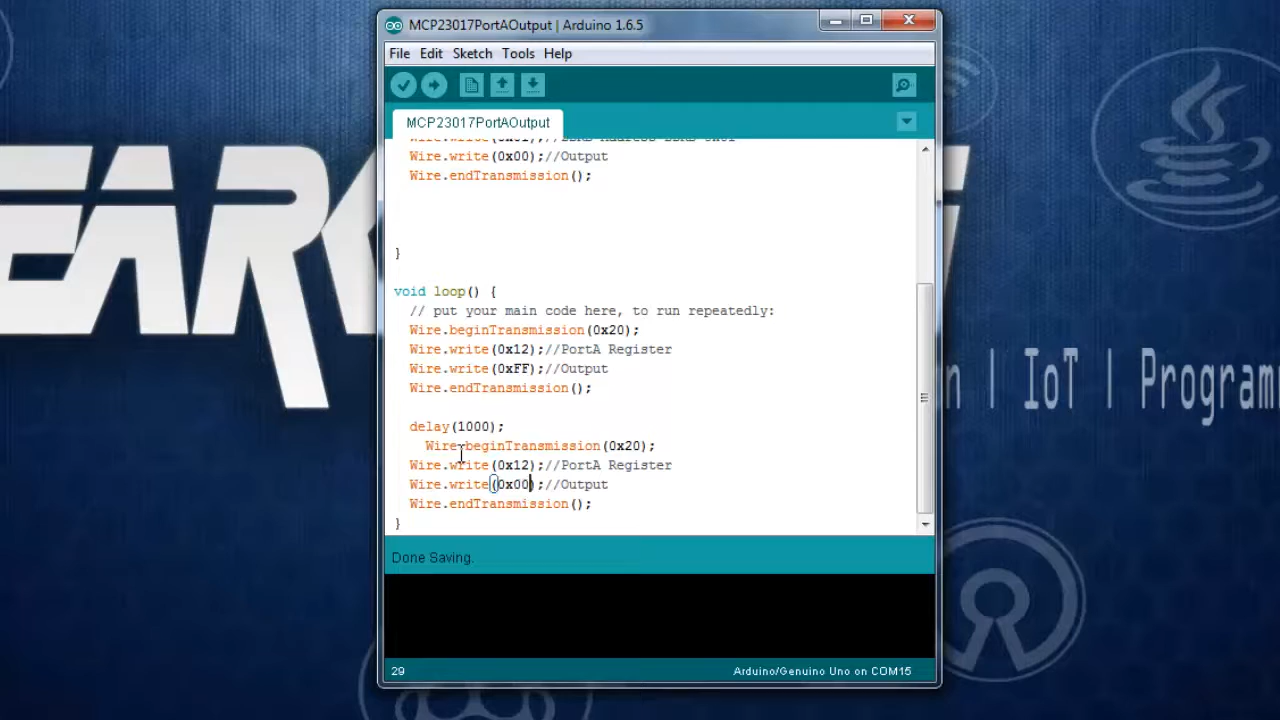 MCP23017PortAOutput | Arduino 1.6.5
File Edit Sketch Tools Help
MCP23017PortAOutput
Wire.write(0x00);//Output
Wire.endTransmission();
}
void loop() {
// put your main code here, to run repeatedly:
Wire.beginTransmission(0x20);
Wire.write(0x12);//PortA Register
Wire.write(0xFF);//Output
Wire.endTransmission();
delay(1000);
Wire.beginTransmission(0x20);
Wire.write(0x12);//PortA Register
Wire.write(0x00);//Output
Wire.endTransmission();
}
Done Saving.
29
Arduino/Genuino Uno on COM15
EAR
n | IoT | Programm